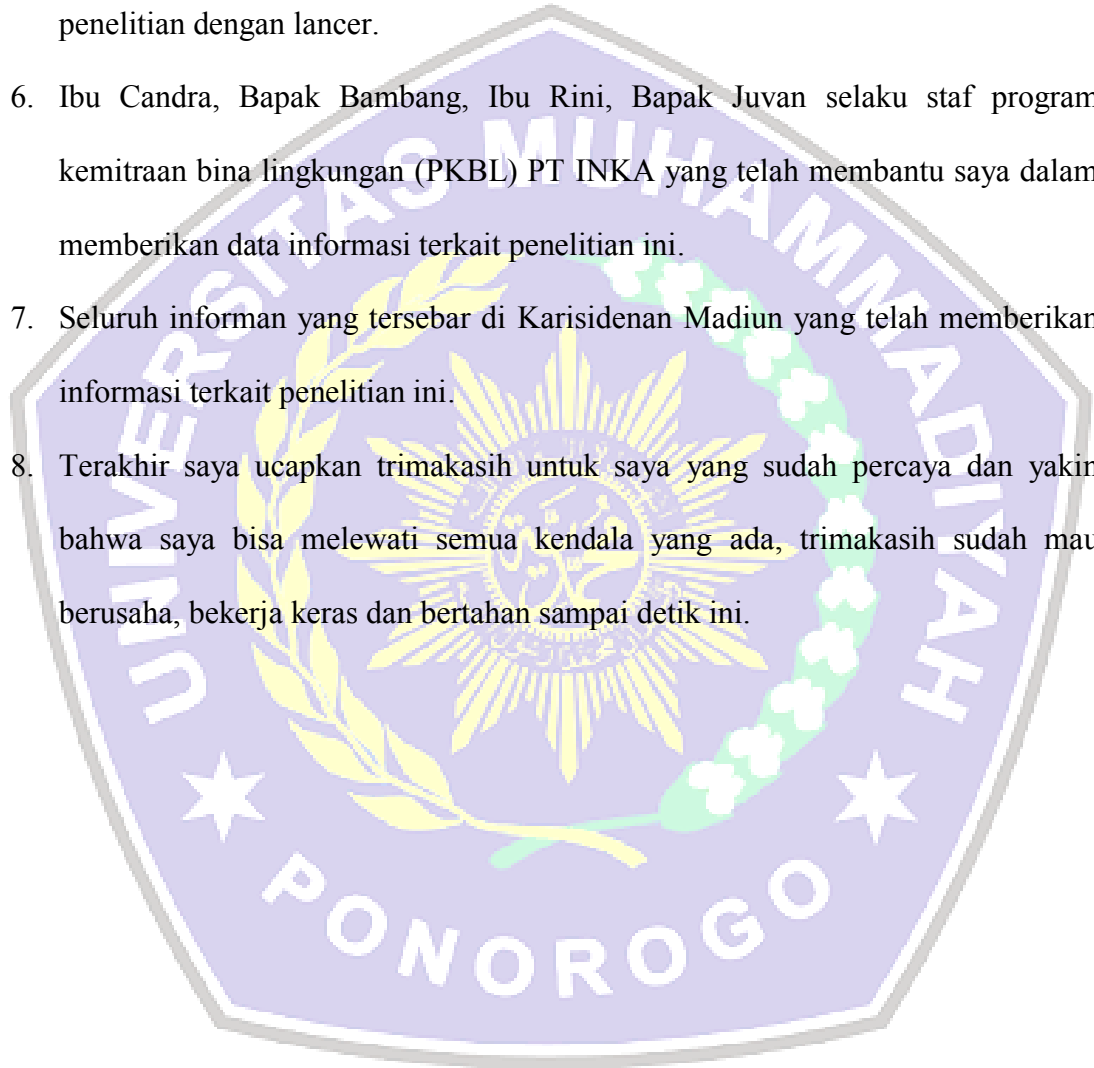 penelitian dengan lancer.
6. Ibu Candra, Bapak Bambang, Ibu Rini, Bapak Juvan selaku staf program
kemitraan bina lingkungan (PKBL) PT INKA yang telah membantu saya dalam
memberikan data informasi terkait penelitian ini.
7. Seluruh informan yang tersebar di Karisidenan Madiun yang telah memberikan
informasi terkait penelitian ini.
8. Terakhir saya ucapkan trimakasih untuk saya yang sudah percaya dan yakin
bahwa saya bisa melewati semua kendala yang ada, trimakasih sudah mau
berusaha, bekerja keras dan bertahan sampai detik ini.
UNIVERSITAS MUHAMMADIYAH
PONOROGO